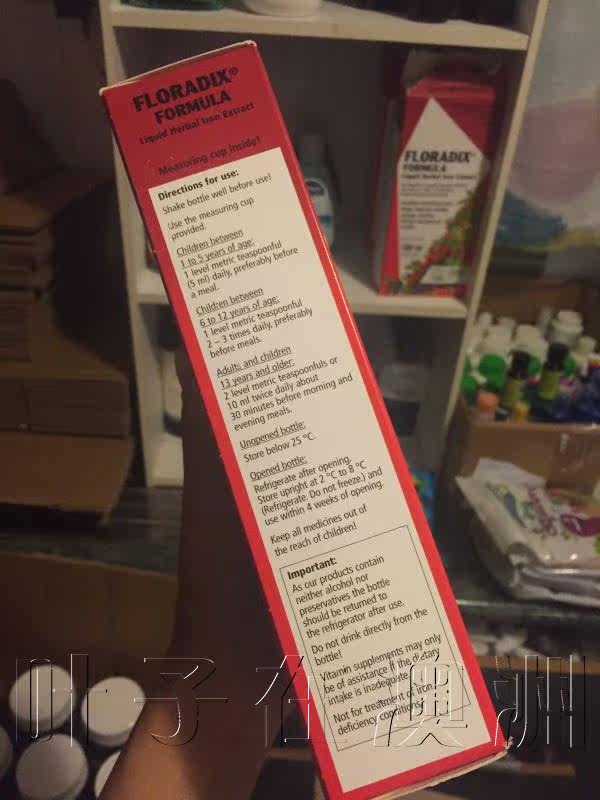 FLORADIX®
FORMULA
Liquid Herbal Iron Extract
Measuring cup inside!
Directions for use:
Shake bottle well before use!
Use the measuring cup
provided.
Children between
1 to 5 years of age:
1 level metric teaspoonful
(5 ml) daily, preferably before
a meal.
Children between
6 to 12 years of age:
1 level metric teaspoonful
2 – 3 times daily, preferably
before meals.
Adults and children
13 years and older:
2 level metric teaspoonfuls or
10 ml twice daily about
30 minutes before morning and
evening meals.
Unopened bottle:
Store below 25 °C.
Opened bottle:
Refrigerate after opening.
Store upright at 2 °C to 8 °C
(Refrigerate. Do not freeze.) and
use within 4 weeks of opening.
Keep all medicines out of
the reach of children!
Important:
As our products contain
neither alcohol nor
preservatives the bottle
should be returned to
the refrigerator after use.
Do not drink directly from the
bottle!
Vitamin supplements may only
be of assistance if the dietary
intake is inadequate.
Not for treatment of iron
deficiency conditions.
FLORADIX®
FORMULA
Liquid Herbal Iron Extract
叶子在澳洲